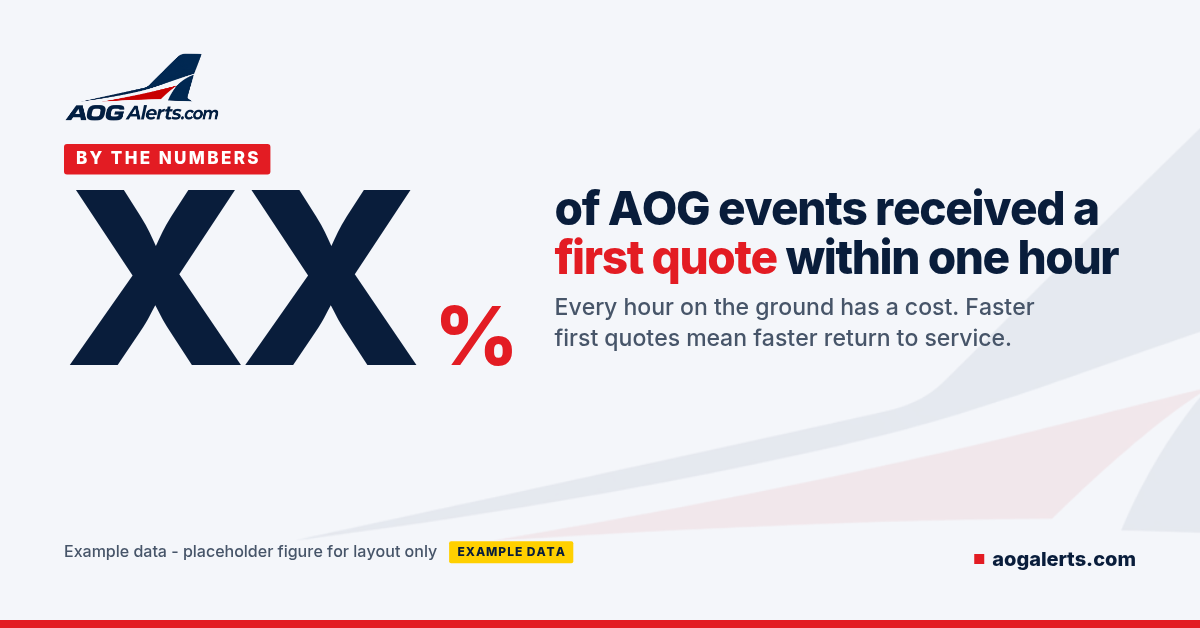 AOG Alerts.com
BY THE NUMBERS
XX %
of AOG events received a
first quote within one hour
Every hour on the ground has a cost. Faster
first quotes mean faster return to service.
Example data - placeholder figure for layout only
EXAMPLE DATA
aogalerts.com